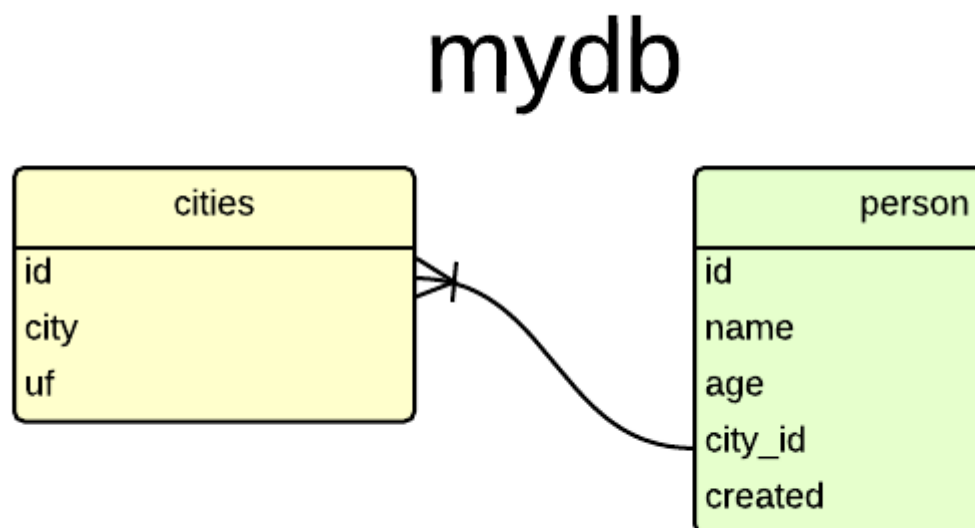 mydb
cities
id
city
uf
person
id
name
age
city_id
created